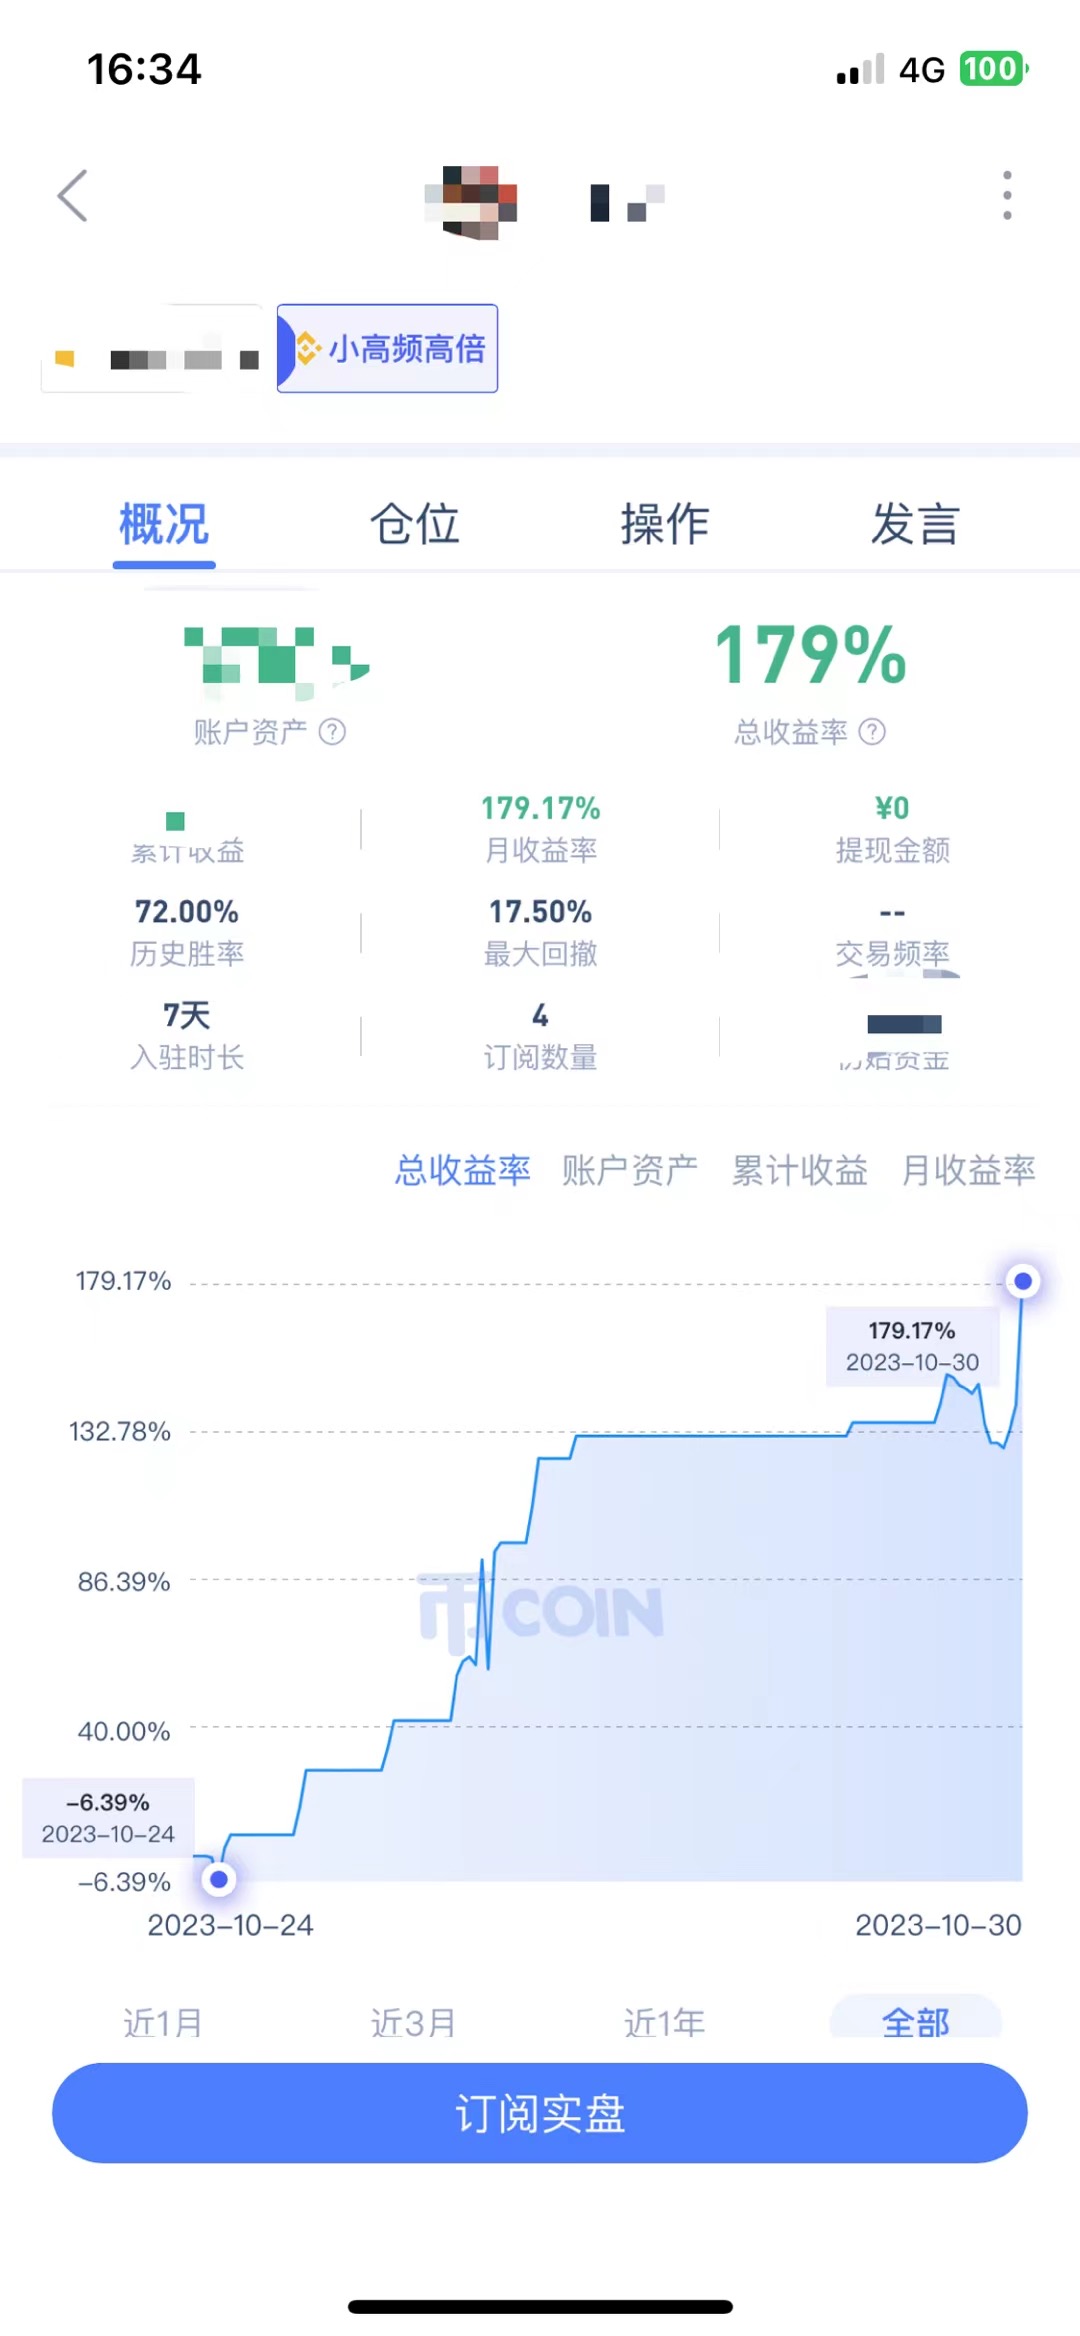 16:34
4G 100
小高频高倍
概况 仓位 操作 发言
179%
账户资产 ? 总收益率 ?
179.17% ¥0
累计收益 月收益率 提现金额
72.00% 17.50% --
历史胜率 最大回撤 交易频率
7天 4
入驻时长 订阅数量 初始资金
总收益率 账户资产 累计收益 月收益率
179.17%
179.17%
2023-10-30
132.78%
86.39%
币COIN
40.00%
-6.39%
2023-10-24
-6.39%
2023-10-24 2023-10-30
近1月 近3月 近1年 全部
订阅实盘